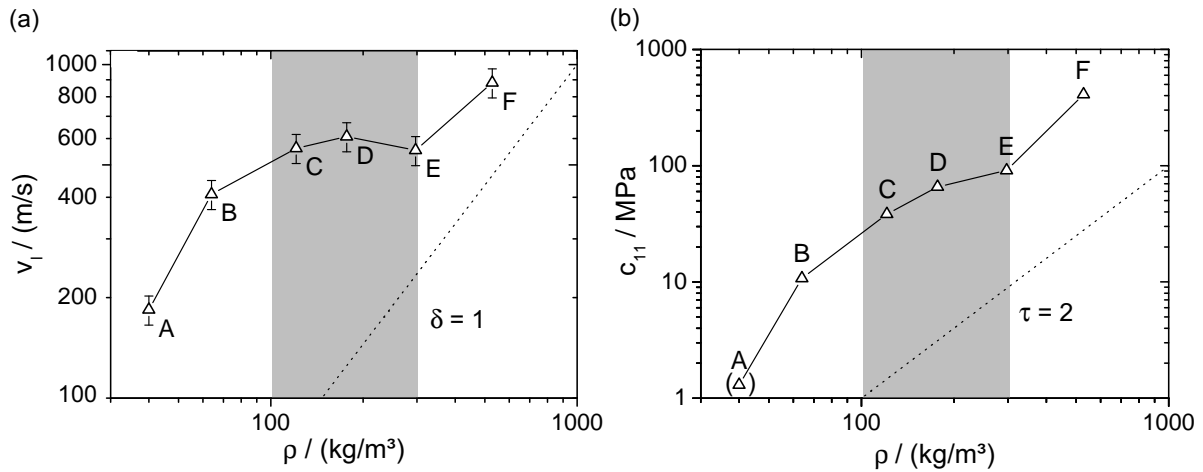 (a)
1000
800
600
400
200
100
v_l / (m/s)
A
B
C
D
E
F
δ = 1
100
1000
ρ / (kg/m³)
(b)
1000
100
10
1
c_11 / MPa
A
( )
B
C
D
E
F
τ = 2
100
1000
ρ / (kg/m³)